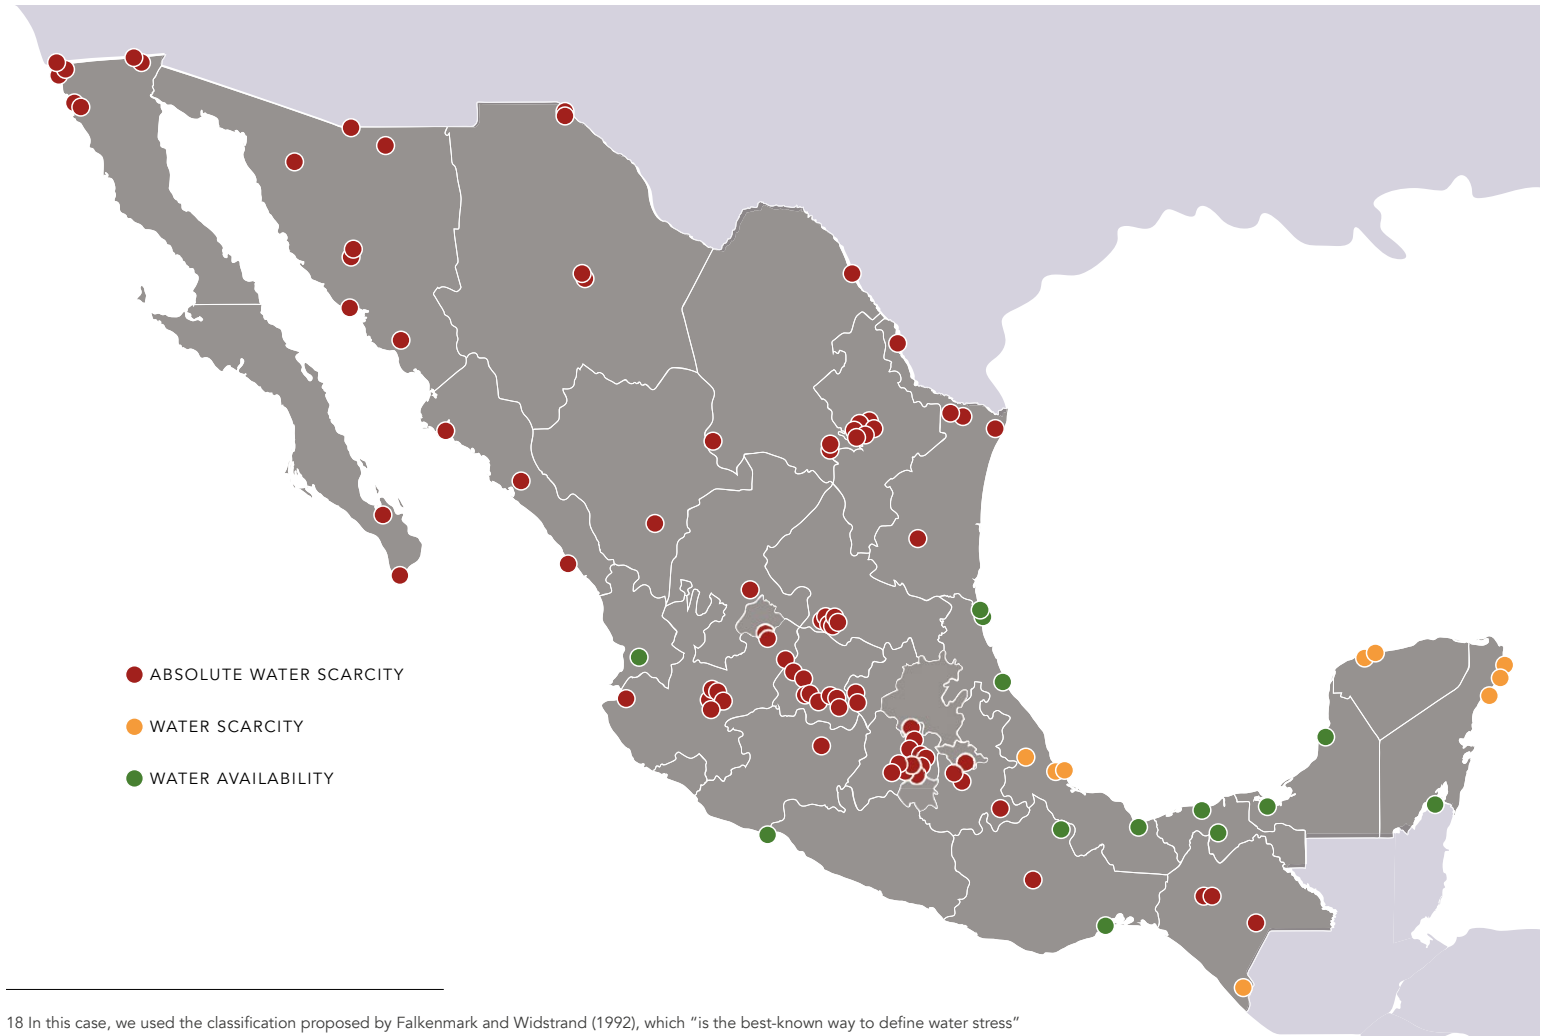 ABSOLUTE WATER SCARCITY
WATER SCARCITY
WATER AVAILABILITY
18 In this case, we used the classification proposed by Falkenmark and Widstrand (1992), which “is the best-known way to define water stress”